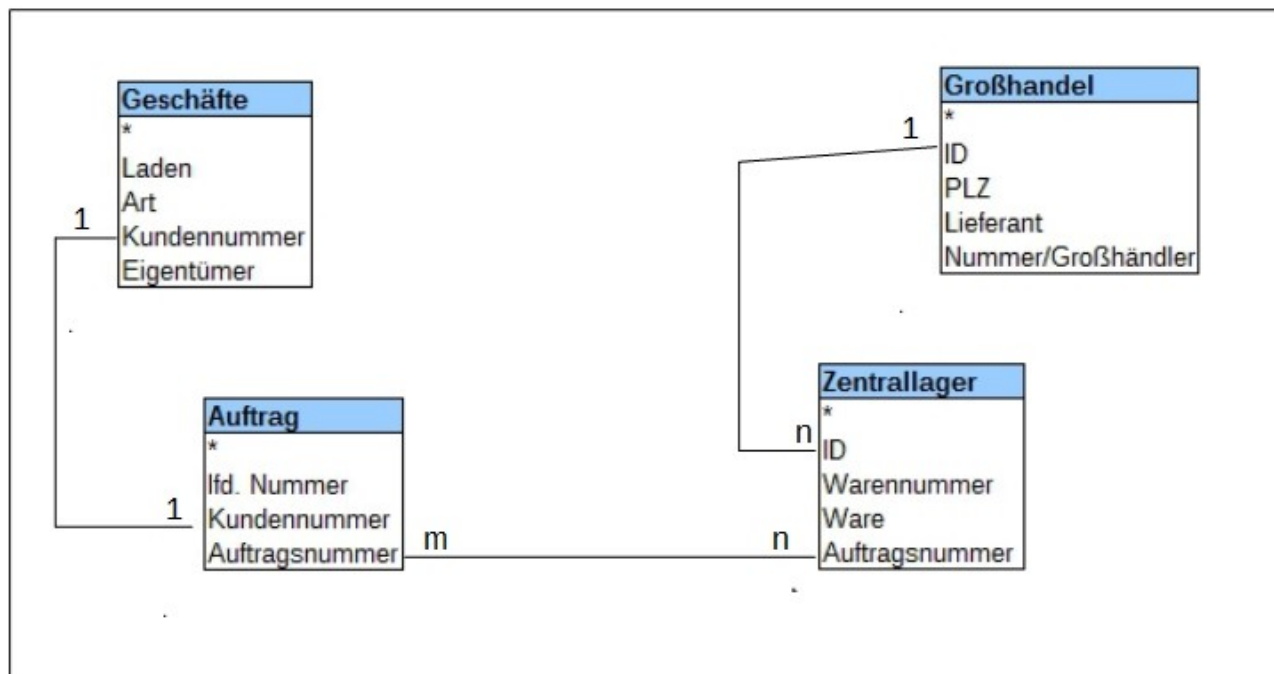 Geschäfte
*
Laden
Art
Kundennummer
Eigentümer
1
1
Auftrag
*
lfd. Nummer
Kundennummer
Auftragsnummer
m
n
Großhandel
*
ID
PLZ
Lieferant
Nummer/Großhändler
1
n
Zentrallager
*
ID
Warennummer
Ware
Auftragsnummer